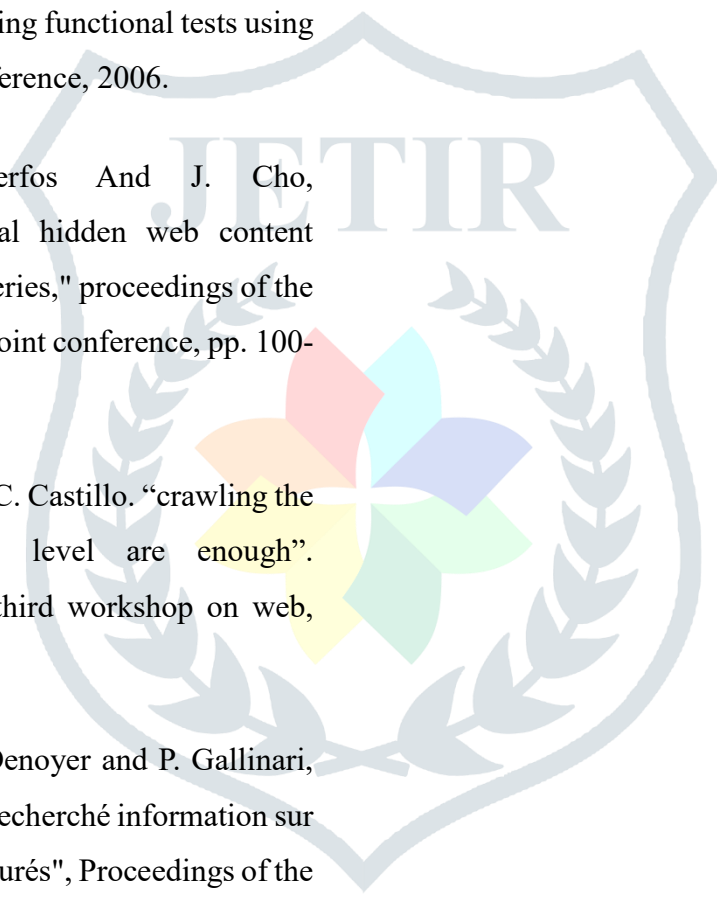 ing functional tests using
JETIR
erence, 2006.
erfos And J. Cho,
al hidden web content
eries," proceedings of the
oint conference, pp. 100-
C. Castillo. “crawling the
level are enough”.
third workshop on web,
Denoyer and P. Gallinari,
echerché information sur
urés", Proceedings of the